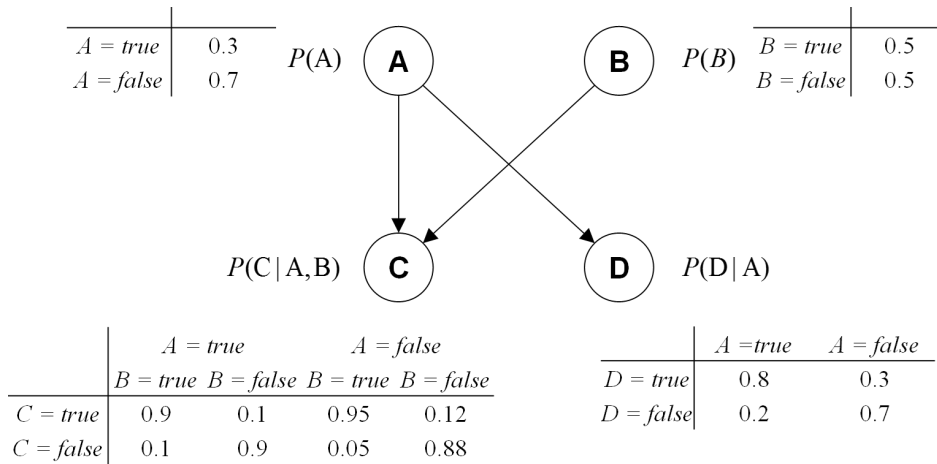 A = true 0.3
A = false 0.7
P(A)
A
B
P(B)
B = true 0.5
B = false 0.5
P(C | A,B)
C
D
P(D | A)
A = true A = false
B = true B = false B = true B = false
C = true 0.9 0.1 0.95 0.12
C = false 0.1 0.9 0.05 0.88
A =true A = false
D = true 0.8 0.3
D = false 0.2 0.7